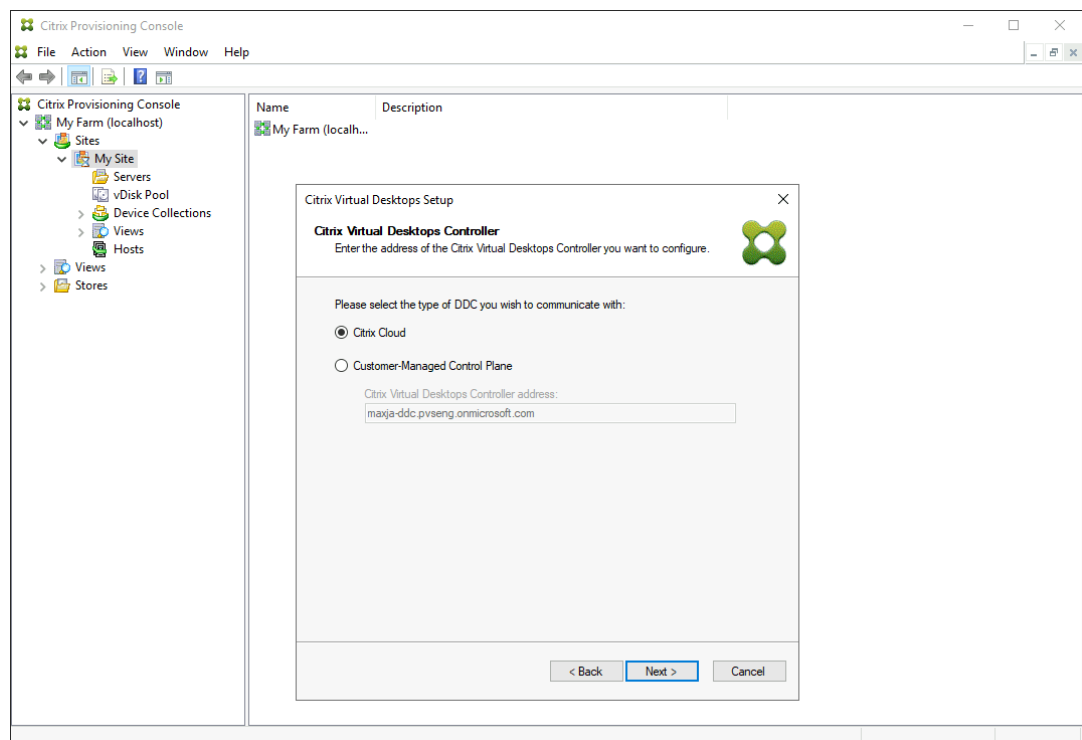 Citrix Provisioning Console
File Action View Window Help
Citrix Provisioning Console
My Farm (localhost)
Sites
My Site
Servers
vDisk Pool
Device Collections
Views
Hosts
Views
Stores
Name Description
My Farm (localh...
Citrix Virtual Desktops Setup
Citrix Virtual Desktops Controller
Enter the address of the Citrix Virtual Desktops Controller you want to configure.
Please select the type of DDC you wish to communicate with:
Citrix Cloud
Customer-Managed Control Plane
Citrix Virtual Desktops Controller address:
maxja-ddc.pvseng.onmicrosoft.com
< Back Next > Cancel